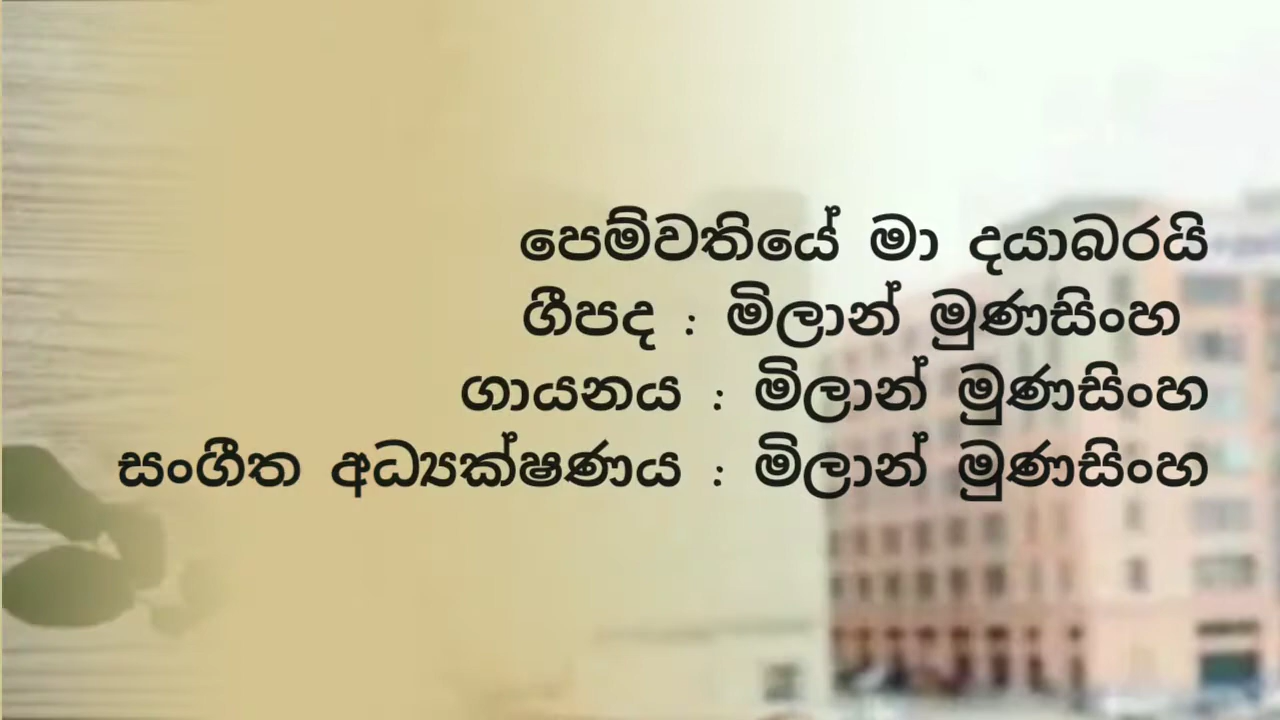 පෙම්වතියේ මා දයාබරයි
ගීපද : මිලාන් මුණසිංහ
ගායනය : මිලාන් මුණසිංහ
සංගීත අධ්‍යක්ෂණය : මිලාන් මුණසිංහ